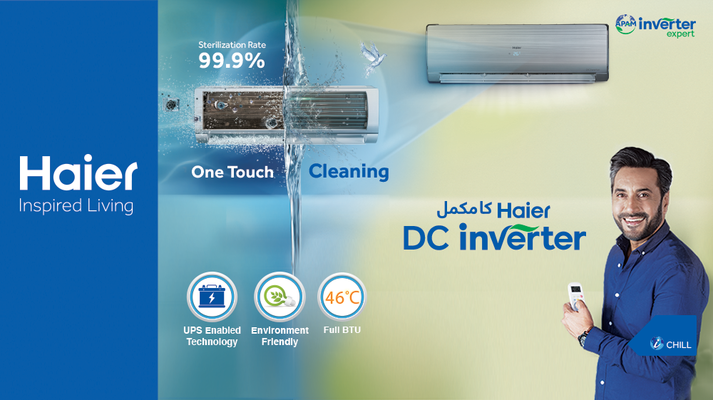 Haier
Inspired Living
Sterilization Rate
99.9%
One Touch Cleaning
UPS Enabled
Technology
Environment
Friendly
46°C
Full BTU
inverter
expert
Haier کا مکمل
DC inverter
CHILL